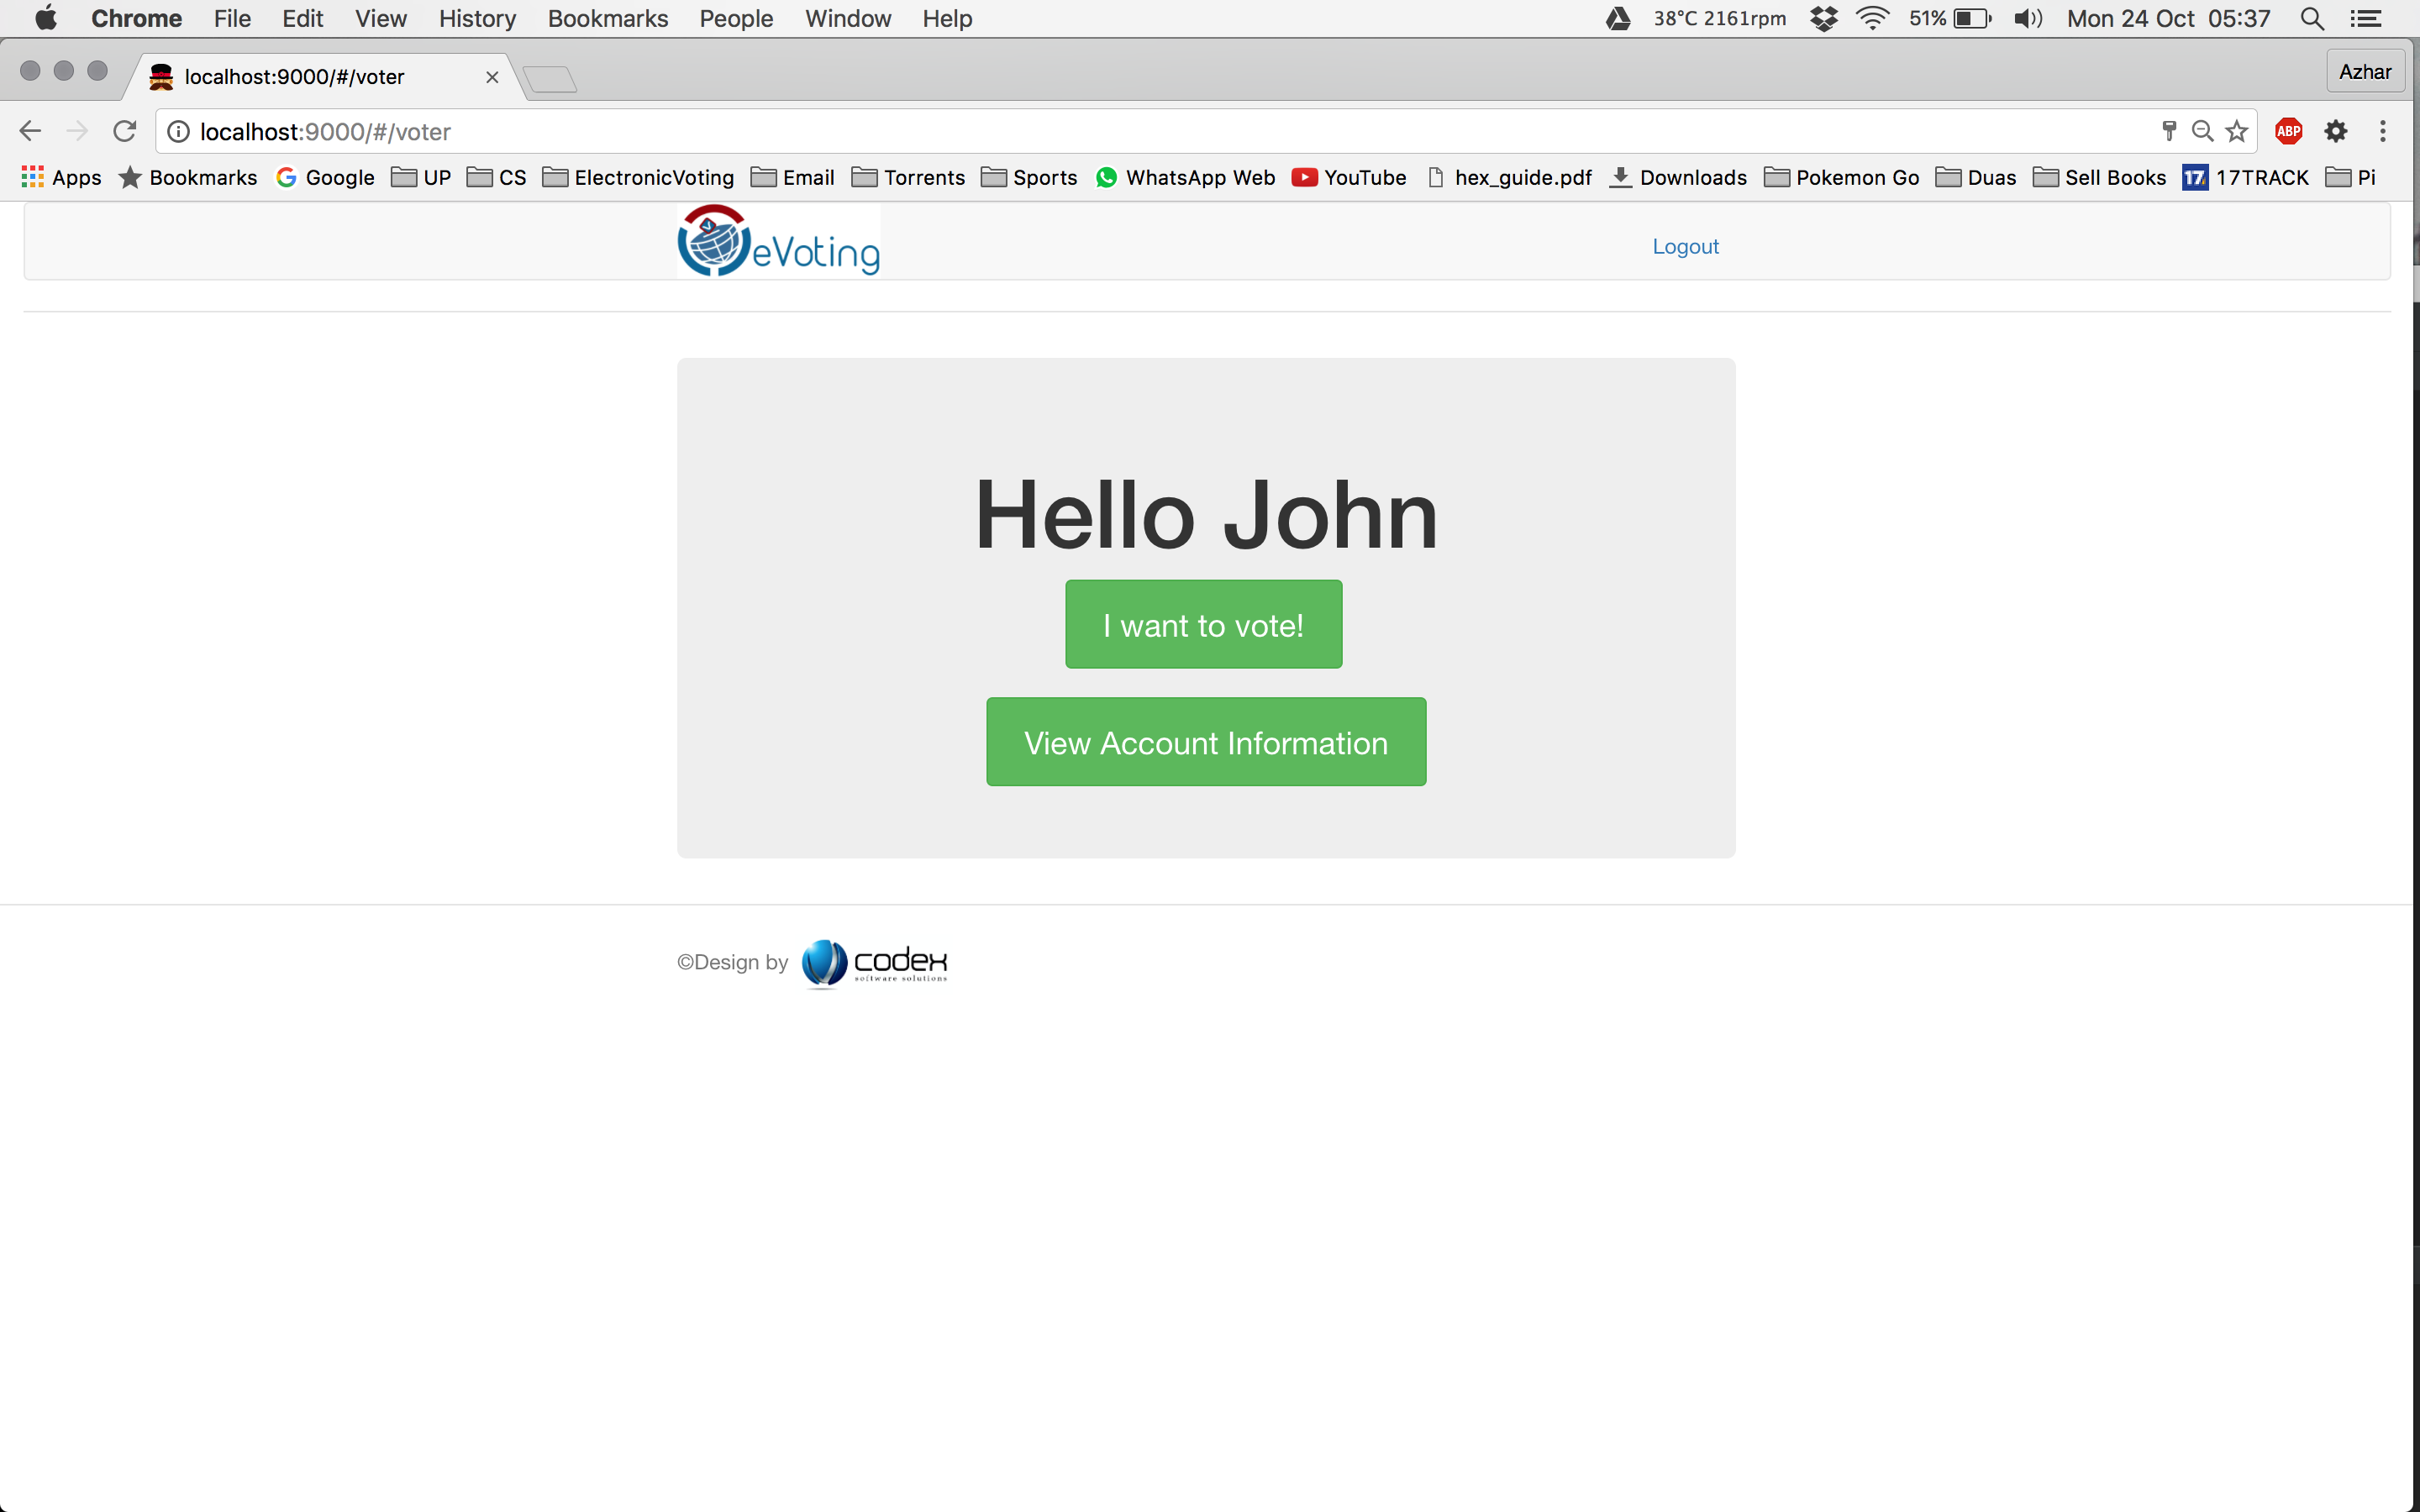 Chrome File Edit View History Bookmarks People Window Help 38°C 2161rpm 51% Mon 24 Oct 05:37
localhost:9000/#/voter Azhar
localhost:9000/#/voter ABP
Apps Bookmarks Google UP CS ElectronicVoting Email Torrents Sports WhatsApp Web YouTube hex_guide.pdf Downloads Pokemon Go Duas Sell Books 17 17TRACK Pi
eVoting Logout
Hello John
I want to vote!
View Account Information
©Design by codex
software solutions